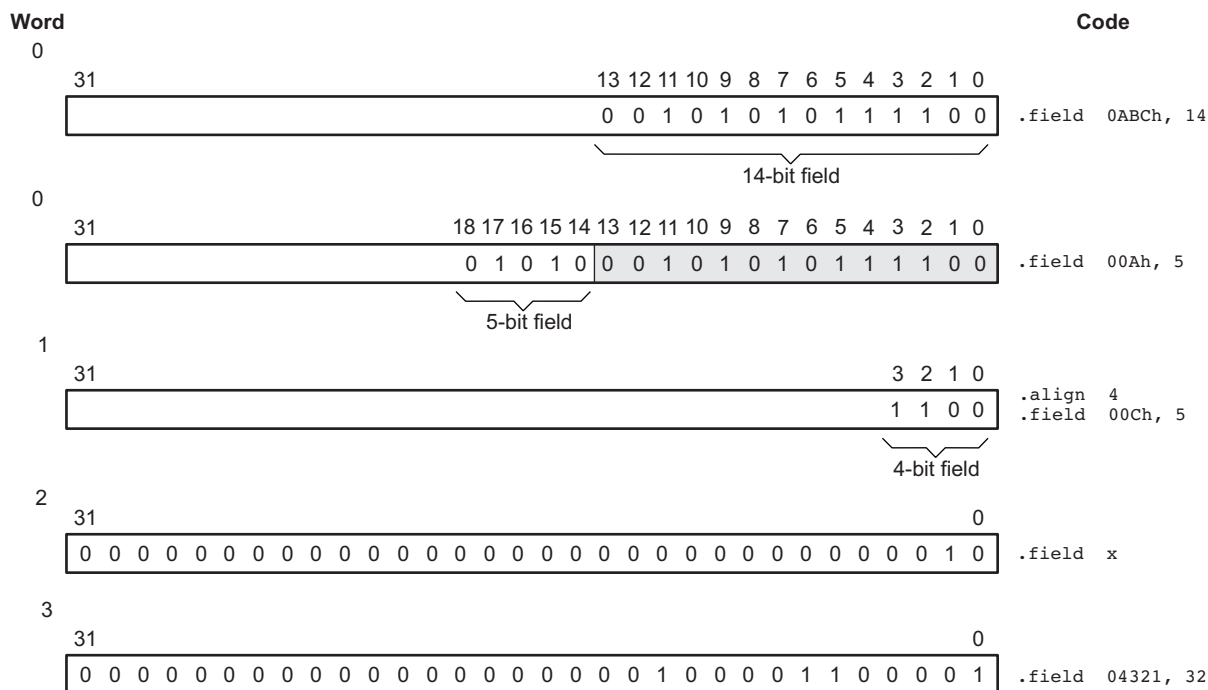 Word Code
0
31 13 12 11 10 9 8 7 6 5 4 3 2 1 0
0 0 1 0 1 0 1 0 1 1 1 1 0 0 .field 0ABCh, 14
14-bit field
0
31 18 17 16 15 14 13 12 11 10 9 8 7 6 5 4 3 2 1 0
0 1 0 1 0 0 0 1 0 1 0 1 0 1 1 1 1 0 0 .field 00Ah, 5
5-bit field
1
31 3 2 1 0
.align 4
1 1 0 0 .field 00Ch, 5
4-bit field
2
31 0
0 0 0 0 0 0 0 0 0 0 0 0 0 0 0 0 0 0 0 0 0 0 0 0 0 0 0 0 0 0 1 0 .field x
3
31 0
0 0 0 0 0 0 0 0 0 0 0 0 0 0 0 0 0 0 0 0 1 0 0 0 0 1 1 0 0 0 0 1 .field 04321, 32